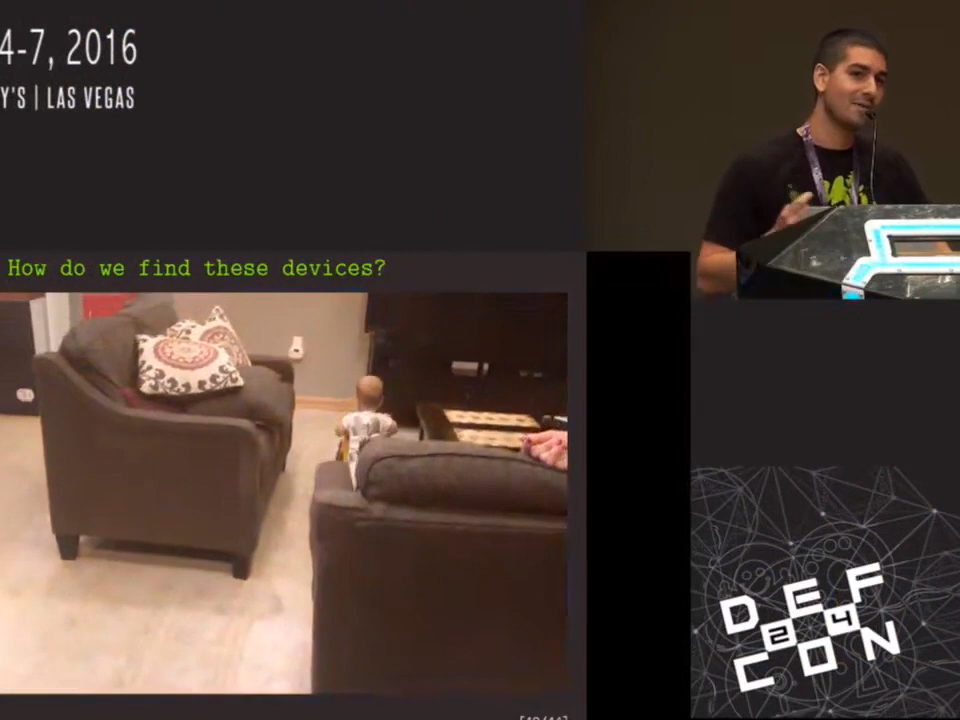 4-7, 2016
Y'S | LAS VEGAS
How do we find these devices?
DEF
24
CON